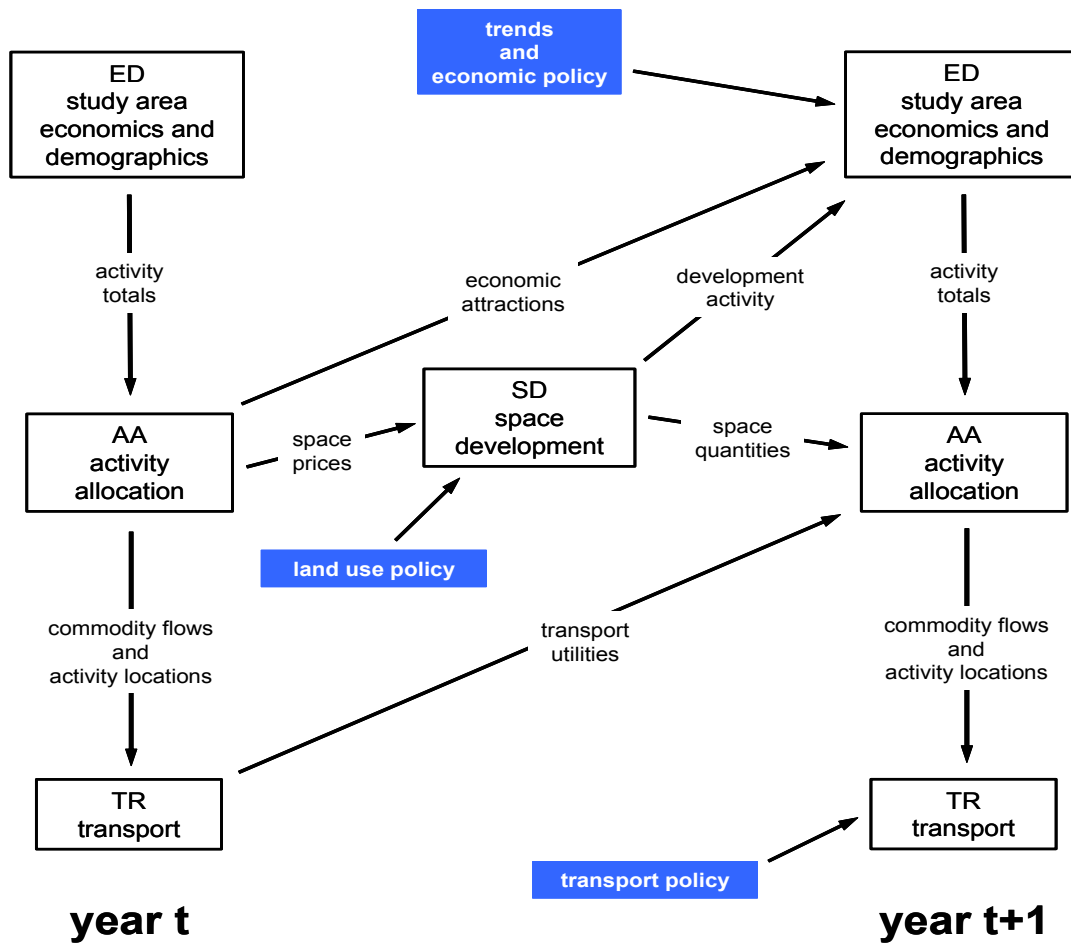 trends
and
economic policy
ED
study area
economics and
demographics
ED
study area
economics and
demographics
activity
totals
economic
attractions
development
activity
activity
totals
AA
activity
allocation
space
prices
SD
space
development
space
quantities
AA
activity
allocation
land use policy
commodity flows
and
activity locations
transport
utilities
commodity flows
and
activity locations
TR
transport
TR
transport
transport policy
year t
year t+1